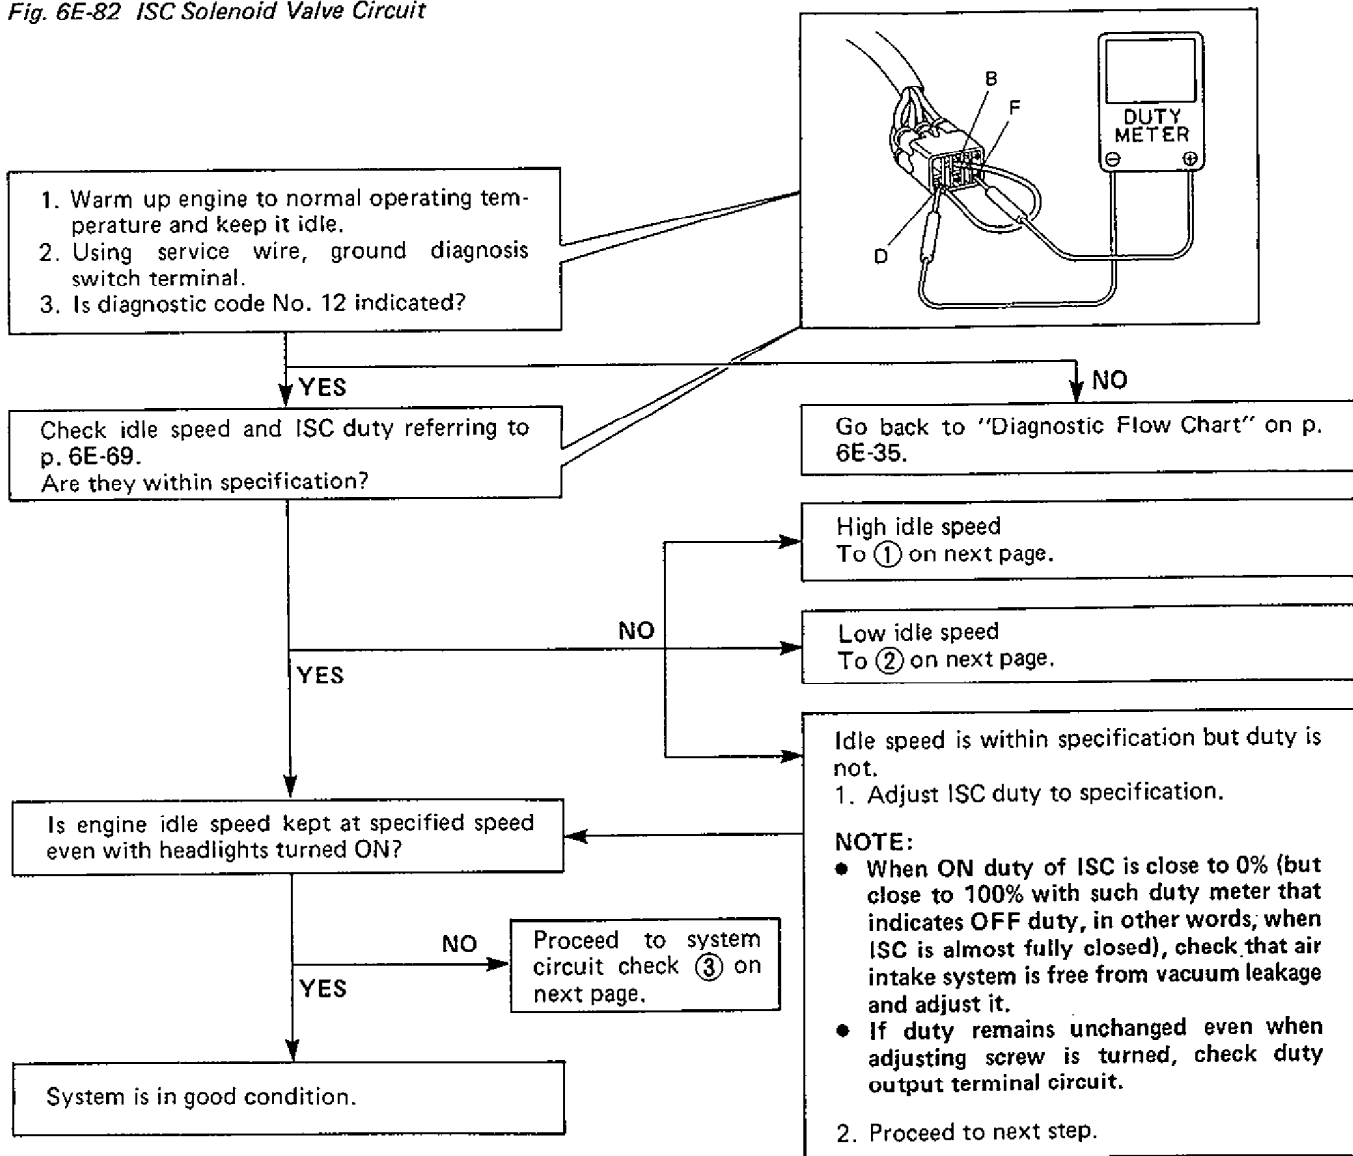 Fig. 6E-82 ISC Solenoid Valve Circuit
B
F
D
DUTY
METER
⊖ ⊕
1. Warm up engine to normal operating tem-
perature and keep it idle.
2. Using service wire, ground diagnosis
switch terminal.
3. Is diagnostic code No. 12 indicated?
YES
NO
Check idle speed and ISC duty referring to
p. 6E-69.
Are they within specification?
Go back to "Diagnostic Flow Chart" on p.
6E-35.
High idle speed
To ① on next page.
NO
Low idle speed
To ② on next page.
YES
Idle speed is within specification but duty is
not.
1. Adjust ISC duty to specification.
NOTE:
● When ON duty of ISC is close to 0% (but
close to 100% with such duty meter that
indicates OFF duty, in other words, when
ISC is almost fully closed), check that air
intake system is free from vacuum leakage
and adjust it.
● If duty remains unchanged even when
adjusting screw is turned, check duty
output terminal circuit.
2. Proceed to next step.
Is engine idle speed kept at specified speed
even with headlights turned ON?
NO
Proceed to system
circuit check ③ on
next page.
YES
System is in good condition.